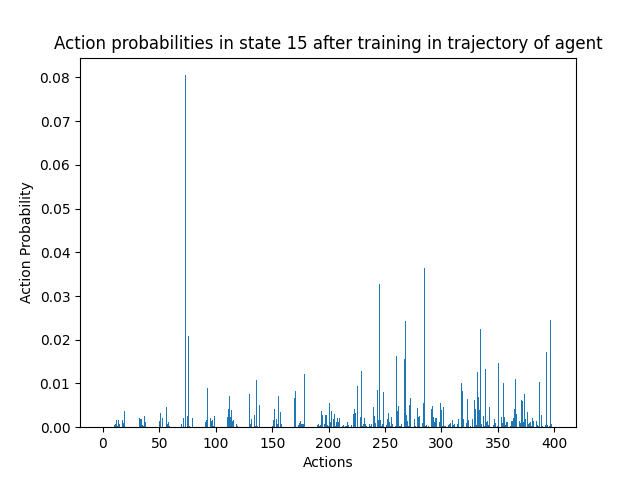 Action probabilities in state 15 after training in trajectory of agent
0.08
0.07
0.06
0.05
0.04
0.03
0.02
0.01
0.00
Action Probability
0 50 100 150 200 250 300 350 400
Actions